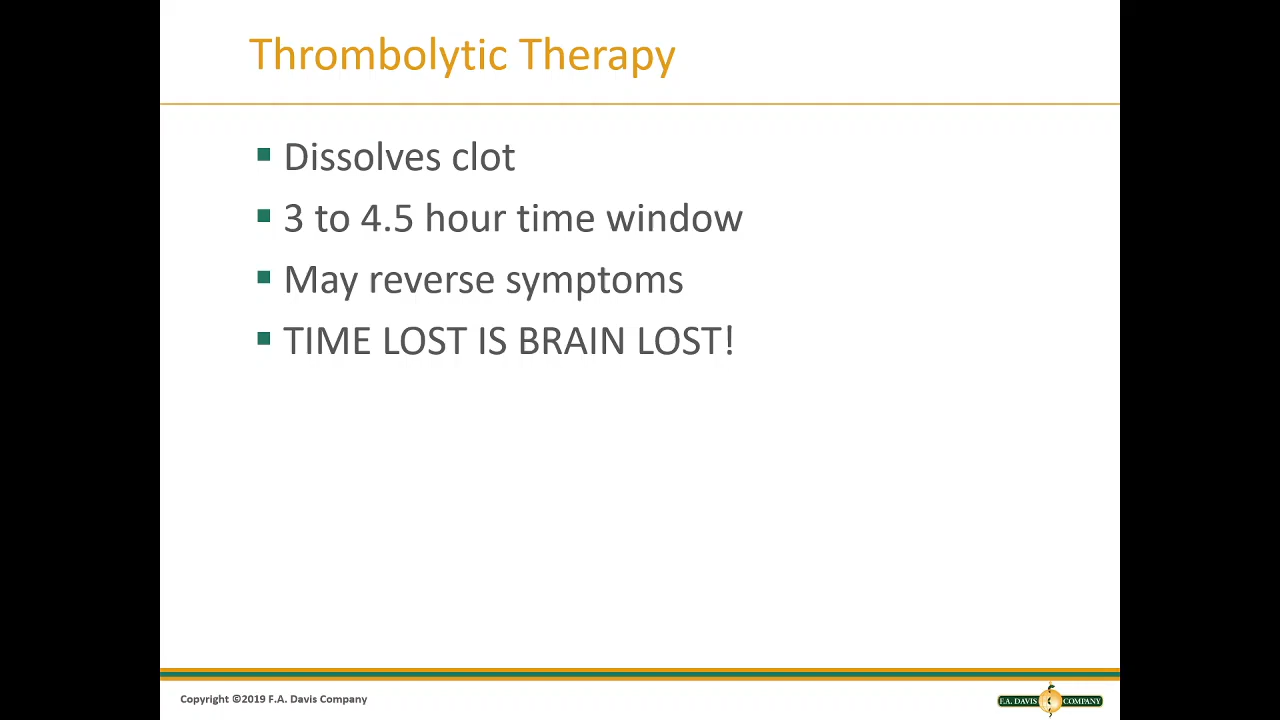 Thrombolytic Therapy
▪ Dissolves clot
▪ 3 to 4.5 hour time window
▪ May reverse symptoms
▪ TIME LOST IS BRAIN LOST!
Copyright ©2019 F.A. Davis Company
F.A. DAVIS COMPANY